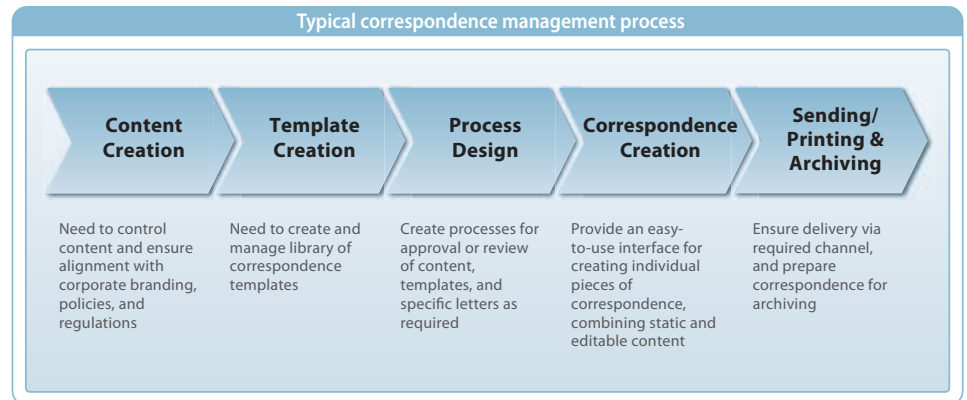 Typical correspondence management process
Content
Creation
Template
Creation
Process
Design
Correspondence
Creation
Sending/
Printing &
Archiving
Need to control
content and ensure
alignment with
corporate branding,
policies, and
regulations
Need to create and
manage library of
correspondence
templates
Create processes for
approval or review
of content,
templates, and
specific letters as
required
Provide an easy-
to-use interface for
creating individual
pieces of
correspondence,
combining static and
editable content
Ensure delivery via
required channel,
and prepare
correspondence for
archiving